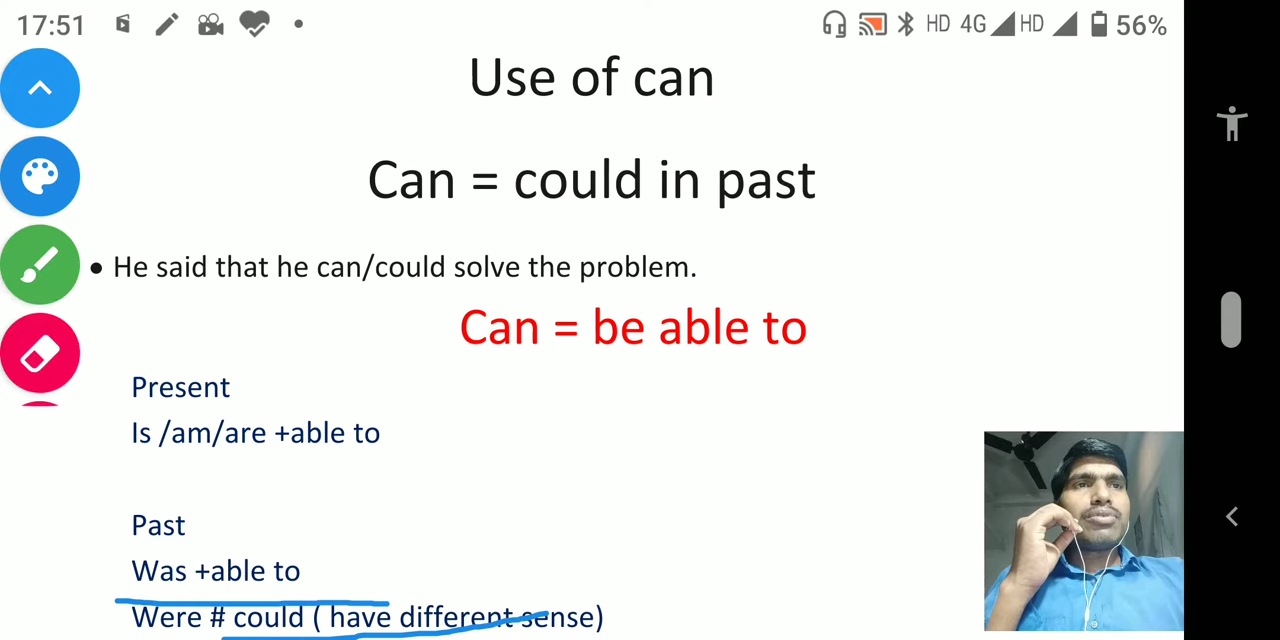 17:51 HD 4G HD 56%
Use of can
Can = could in past
• He said that he can/could solve the problem.
Can = be able to
Present
Is /am/are +able to
Past
Was +able to
Were # could ( have different sense)